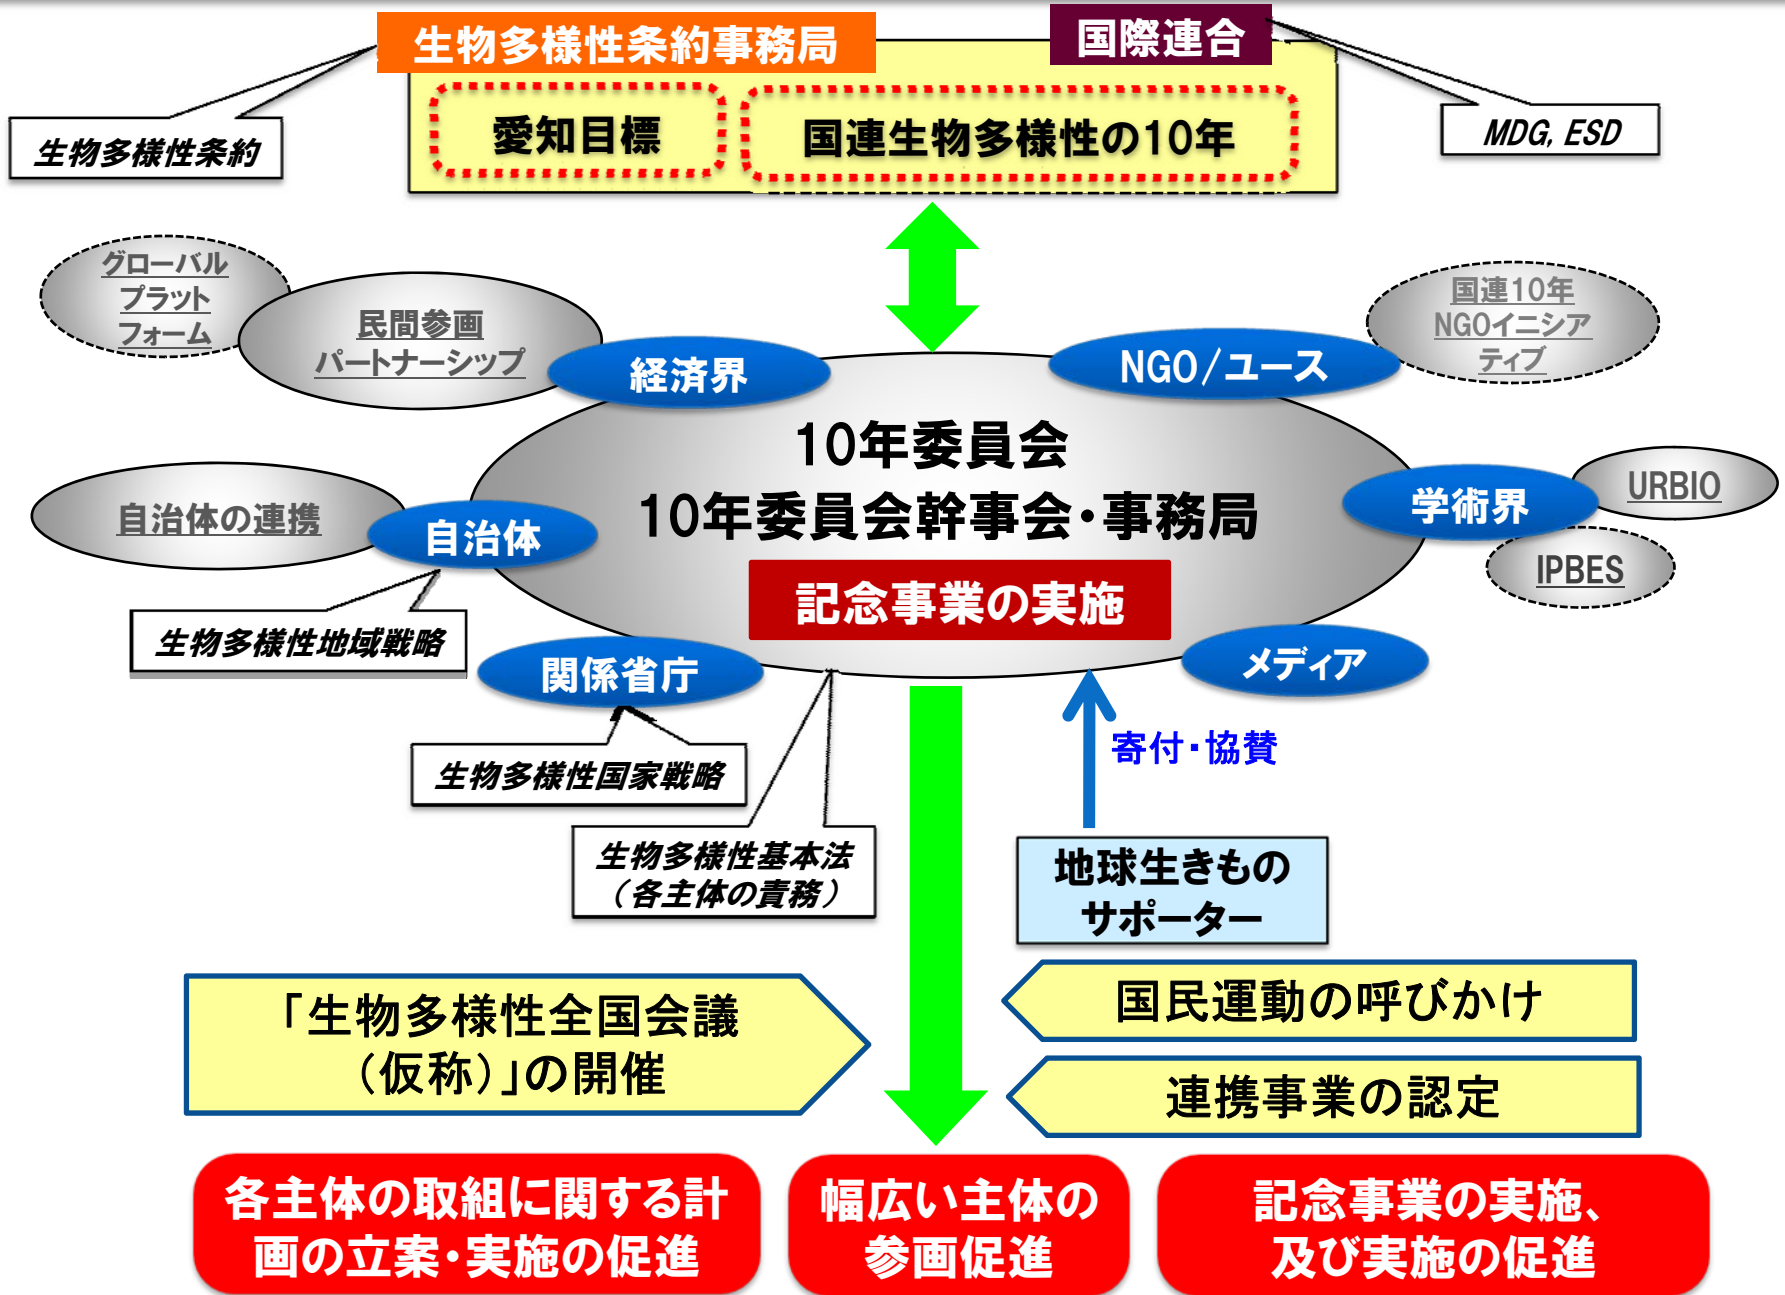 生物多様性条約事務局
国際連合
愛知目標
国連生物多様性の10年
生物多様性条約
MDG, ESD
グローバル
プラット
フォーム
民間参画
パートナーシップ
経済界
NGO/ユース
国連10年
NGOイニシア
ティブ
10年委員会
10年委員会幹事会・事務局
記念事業の実施
自治体の連携
自治体
学術界
URBIO
IPBES
生物多様性地域戦略
関係省庁
メディア
生物多様性国家戦略
寄付・協賛
生物多様性基本法
（各主体の責務）
地球生きもの
サポーター
「生物多様性全国会議
（仮称）」の開催
国民運動の呼びかけ
連携事業の認定
各主体の取組に関する計
画の立案・実施の促進
幅広い主体の
参画促進
記念事業の実施、
及び実施の促進